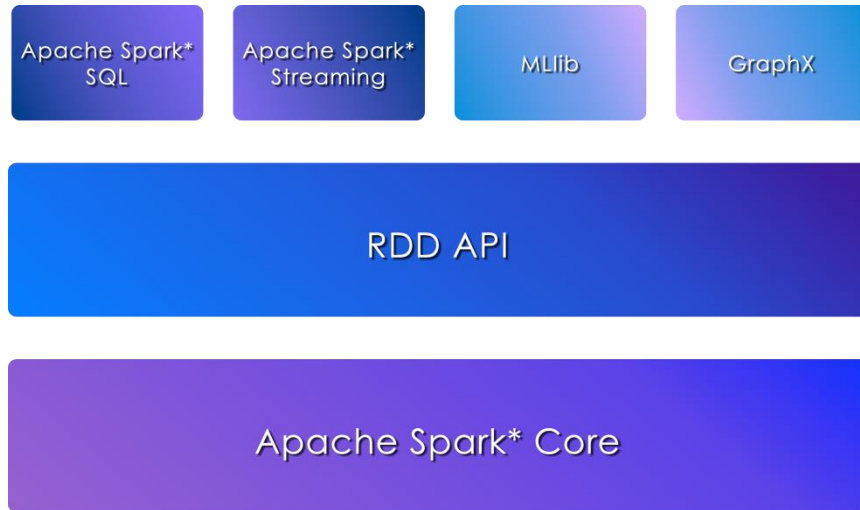 Apache Spark*
SQL
Apache Spark*
Streaming
MLlib
GraphX
RDD API
Apache Spark* Core